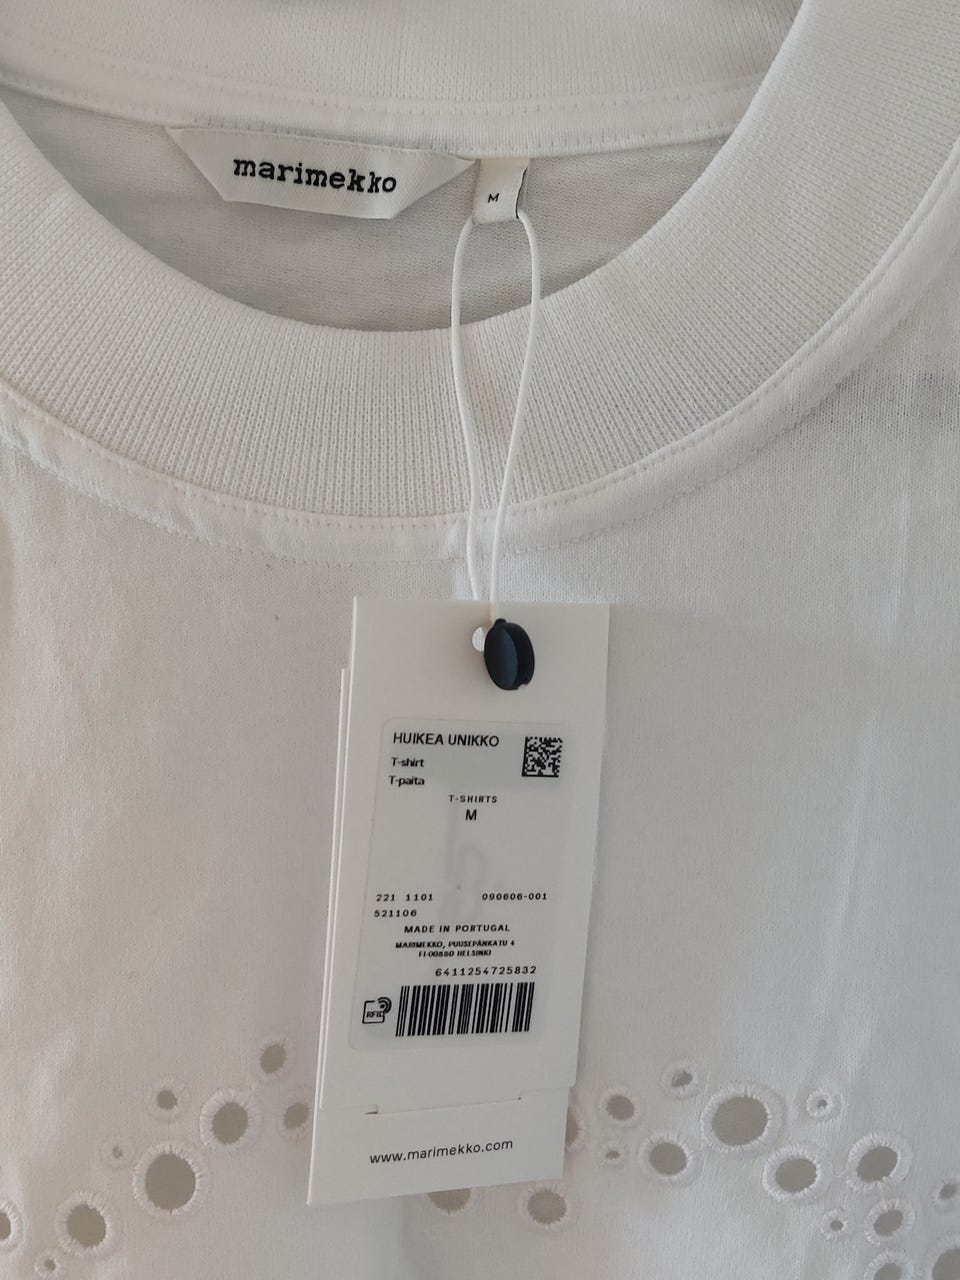 marimekko
M
HUIKEA UNIKKO
T-shirt
T-paita
T-SHIRTS
M
221 1101 090606-001
521106
MADE IN PORTUGAL
MARIMEKKO, PUUSEPÄNKATU 4
FI-00880 HELSINKI
6411254725832
RFID
www.marimekko.com